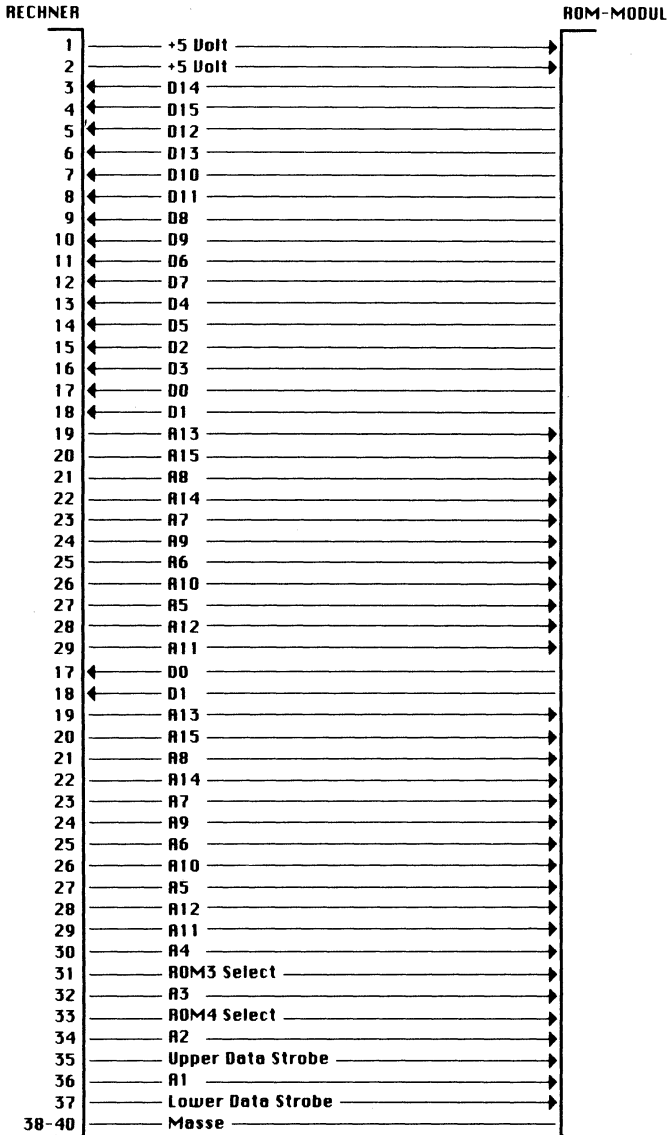 RECHNER ROM-MODUL
1 +5 Volt
2 +5 Volt
3 D14
4 D15
5 D12
6 D13
7 D10
8 D11
9 D8
10 D9
11 D6
12 D7
13 D4
14 D5
15 D2
16 D3
17 D0
18 D1
19 A13
20 A15
21 A8
22 A14
23 A7
24 A9
25 A6
26 A10
27 A5
28 A12
29 A11
17 D0
18 D1
19 A13
20 A15
21 A8
22 A14
23 A7
24 A9
25 A6
26 A10
27 A5
28 A12
29 A11
30 A4
31 ROM3 Select
32 A3
33 ROM4 Select
34 A2
35 Upper Data Strobe
36 A1
37 Lower Data Strobe
38-40 Masse